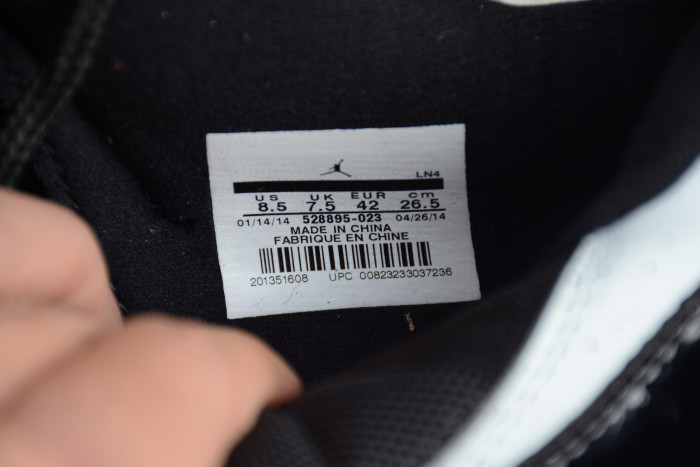 LN4
US UK EUR cm
8.5 7.5 42 26.5
01/14/14 528895-023 04/26/14
MADE IN CHINA
FABRIQUE EN CHINE
201351608 UPC 00823233037236